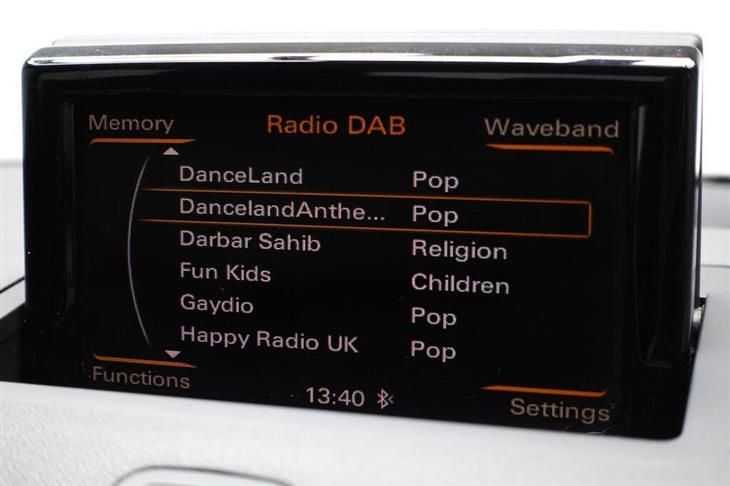 Memory Radio DAB Waveband
DanceLand Pop
DancelandAnthe... Pop
Darbar Sahib Religion
Fun Kids Children
Gaydio Pop
Happy Radio UK Pop
Functions 13:40 Settings